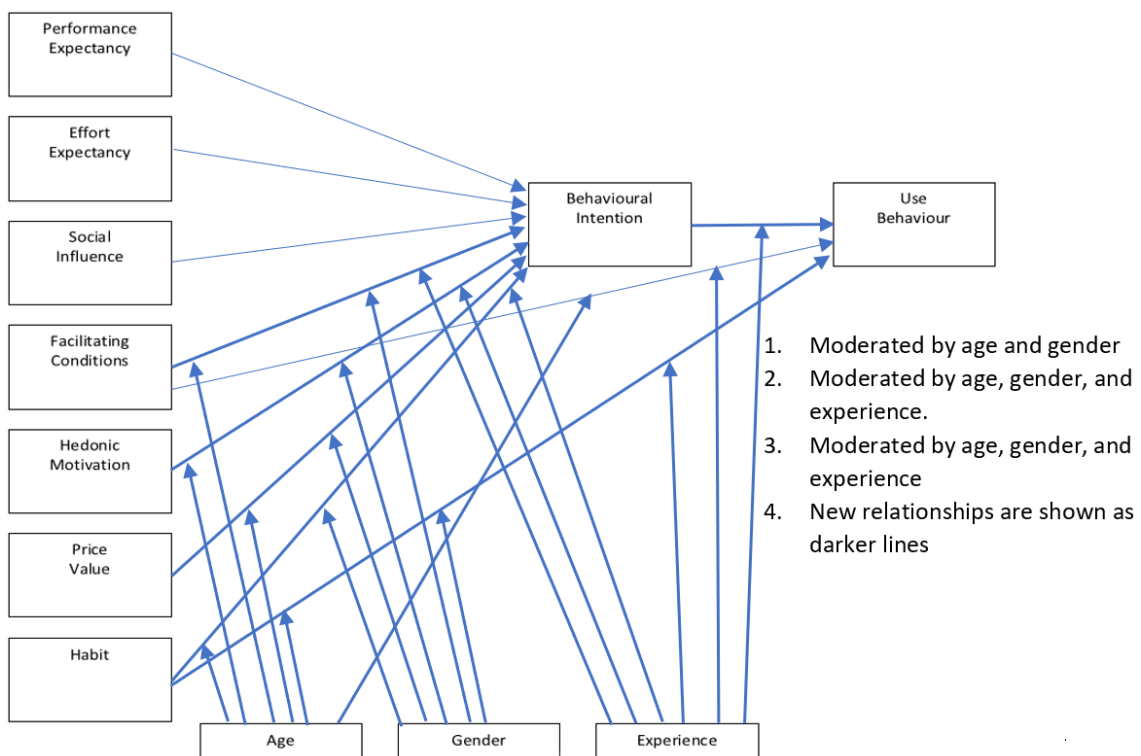 Performance
Expectancy
Effort
Expectancy
Social
Influence
Facilitating
Conditions
Hedonic
Motivation
Price
Value
Habit
Behavioural
Intention
Use
Behaviour
1. Moderated by age and gender
2. Moderated by age, gender, and
experience.
3. Moderated by age, gender, and
experience
4. New relationships are shown as
darker lines
Age
Gender
Experience